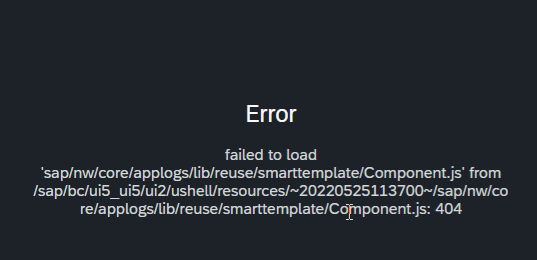 Error
failed to load
'sap/nw/core/applogs/lib/reuse/smarttemplate/Component.js' from
/sap/bc/ui5_ui5/ui2/ushell/resources/~20220525113700~/sap/nw/co
re/applogs/lib/reuse/smarttemplate/Component.js: 404